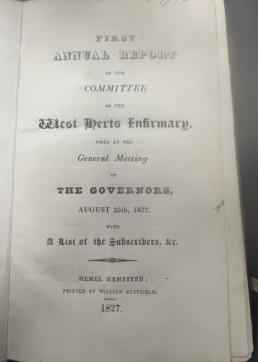 FIRST
ANNUAL REPORT
OF THE
COMMITTEE
OF THE
West Herts Infirmary,
READ AT THE
General Meeting
OF
THE GOVERNORS,
AUGUST 25th, 1827.
WITH
A List of the Subscribers, &c.
HEMEL HEMPSTED:
PRINTED BY WILLIAM
1827.